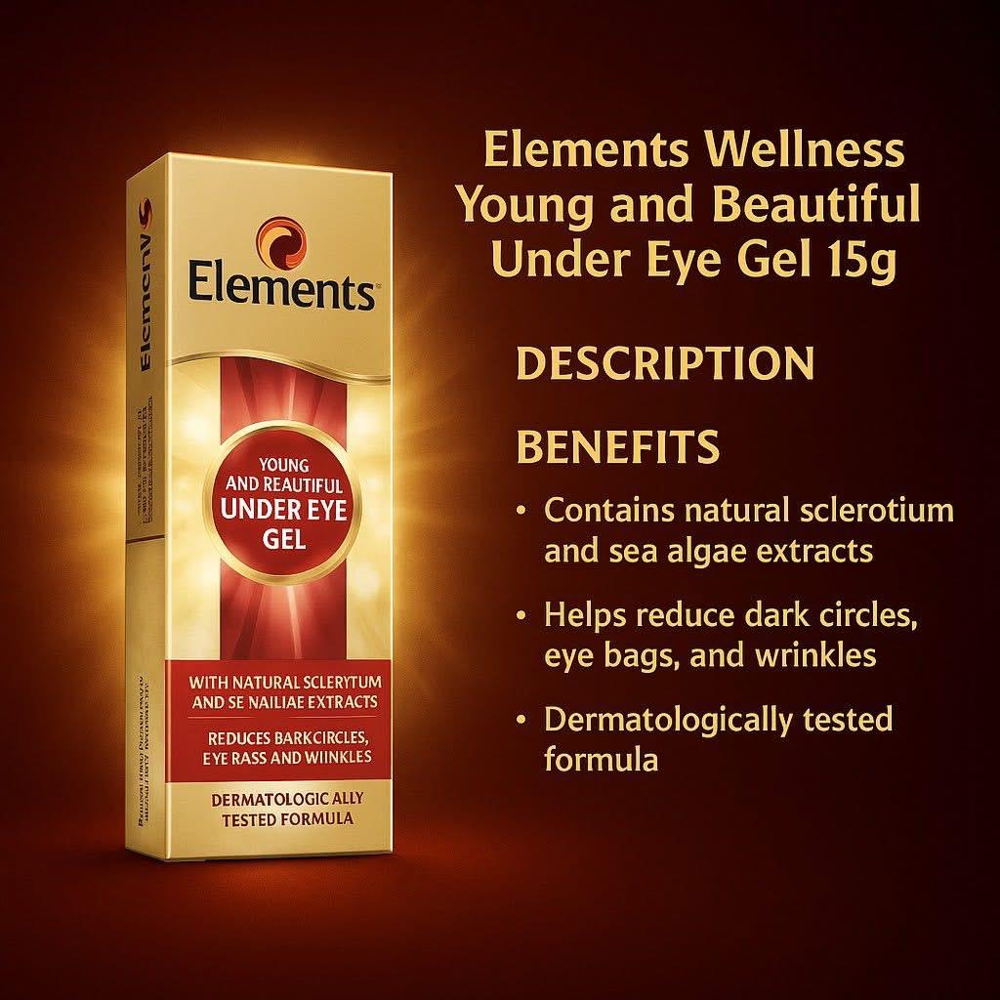 Elements
YOUNG
AND REAUTIFUL
UNDER EYE
GEL
WITH NATURAL SCLERYTUM
AND SE NAILIAE EXTRACTS
REDUCES BARKCIRCLES,
EYE RASS AND WIINKLES
DERMATOLOGIC ALLY
TESTED FORMULA
Elements Wellness
Young and Beautiful
Under Eye Gel 15g
DESCRIPTION
BENEFITS
• Contains natural sclerotium
and sea algae extracts
• Helps reduce dark circles,
eye bags, and wrinkles
• Dermatologically tested
formula